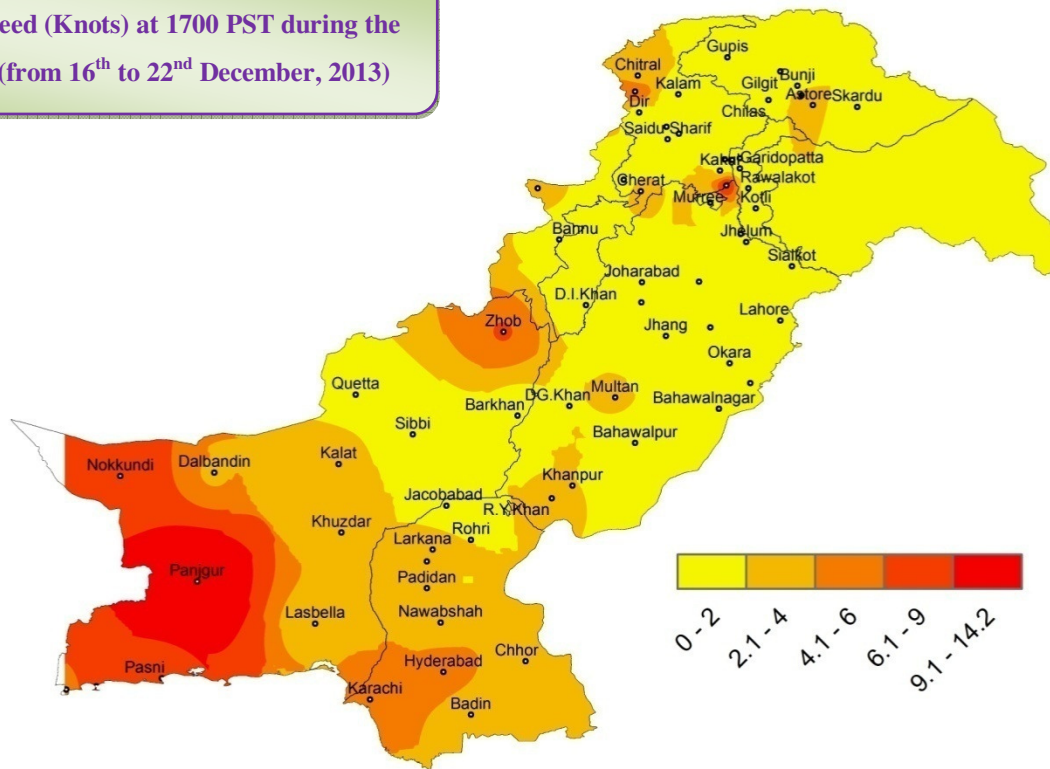 eed (Knots) at 1700 PST during the
(from 16th to 22nd December, 2013)
Gupis
Chitral
Bunji
Gilgit
Kalam
Astore
Skardu
Dir
Chilas
Saidu Sharif
Garidopatta
Cherat
Rawalakot
Murree
Kotli
Bannu
Jhelum
Sialkot
Joharabad
D.I.Khan
Lahore
Zhob
Jhang
Okara
Quetta
Multan
D.G.Khan
Barkhan
Bahawalnagar
Sibbi
Bahawalpur
Kalat
Nokkundi
Dalbandin
Khanpur
Jacobabad
R.Y.Khan
Khuzdar
Rohri
Larkana
Panjgur
Padidan
Lasbella
Nawabshah
Chhor
Hyderabad
Pasni
Karachi
Badin
0 - 2
2.1 - 4
4.1 - 6
6.1 - 9
9.1 - 14.2